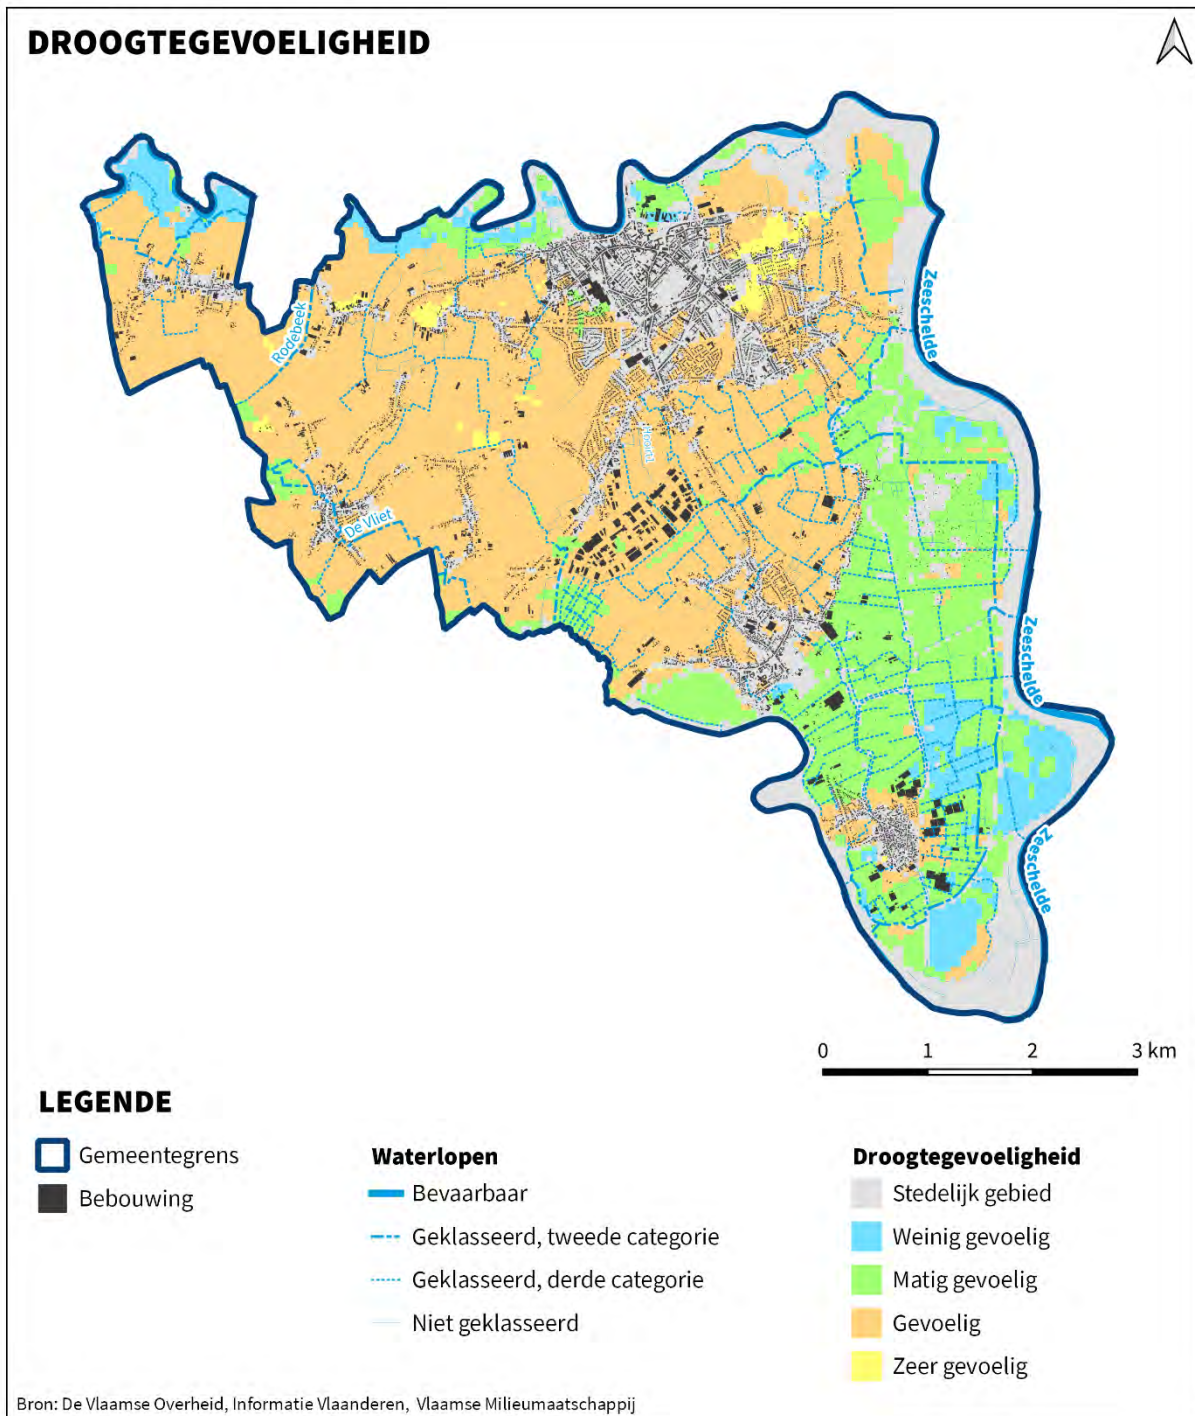 DROOGTEGEVOELIGHEID
Zeeschelde
Rodebeek
De Vliet
Zeeschelde
Zeeschelde
0 1 2 3 km
LEGENDE
Gemeentegrens
Bebouwing
Waterlopen
Bevaarbaar
Geklasseerd, tweede categorie
Geklasseerd, derde categorie
Niet geklasseerd
Droogtegevoeligheid
Stedelijk gebied
Weinig gevoelig
Matig gevoelig
Gevoelig
Zeer gevoelig
Bron: De Vlaamse Overheid, Informatie Vlaanderen, Vlaamse Milieumaatschappij